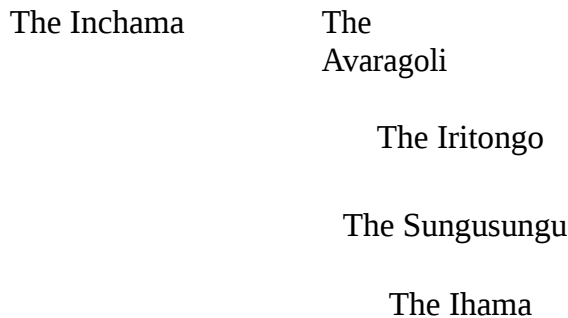 The Inchama
The
Avaragoli
The Iritongo
The Sungusungu
The Ihama